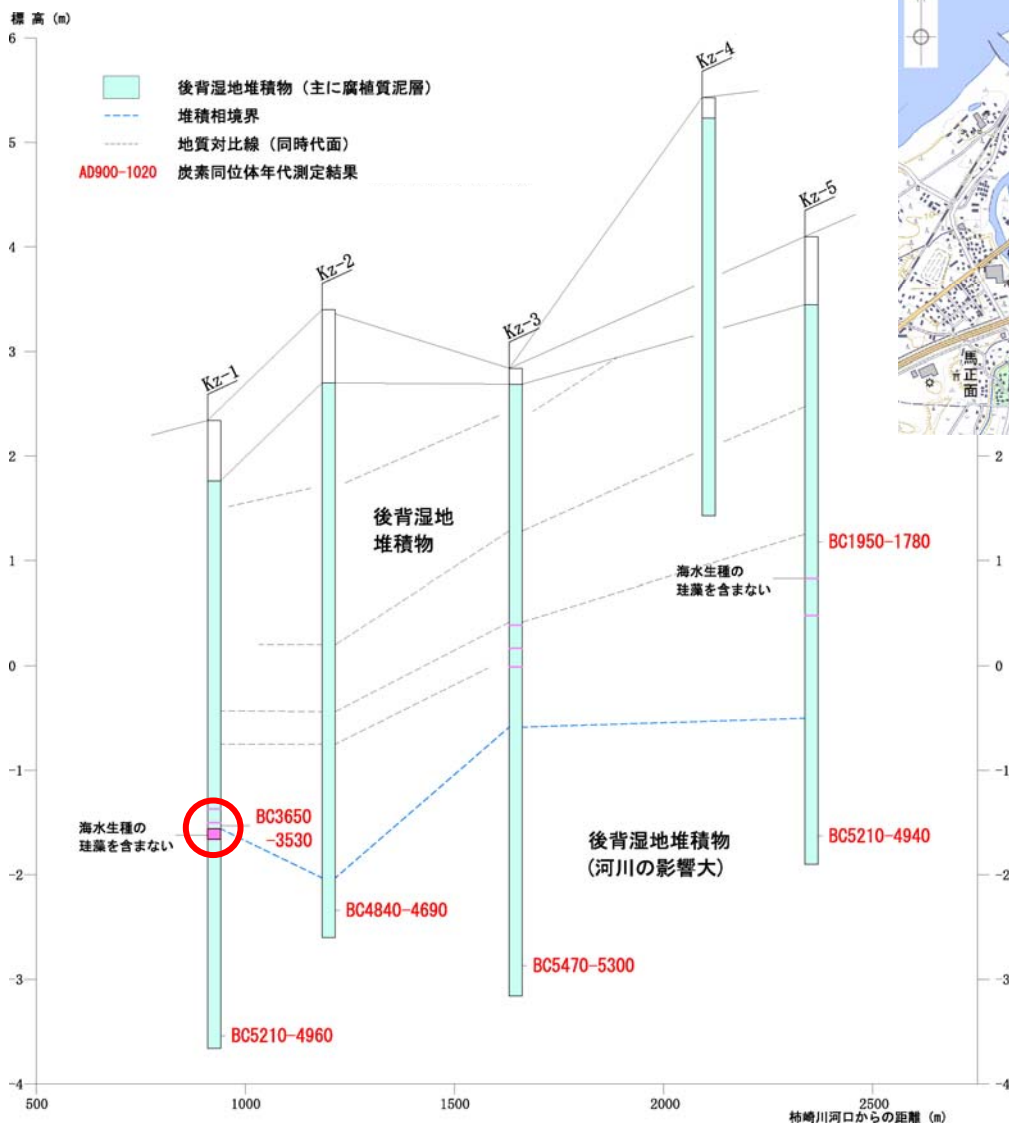 標 高 (m)
6
5
4
3
2
1
0
-1
-2
-3
-4
後背湿地堆積物（主に腐植質泥層）
堆積相境界
地質対比線（同時代面）
AD900-1020 炭素同位体年代測定結果
Kz-4
Kz-5
Kz-2
Kz-3
Kz-1
馬正面
後背湿地
堆積物
BC1950-1780
海水生種の
珪藻を含まない
BC3650
-3530
海水生種の
珪藻を含まない
後背湿地堆積物
(河川の影響大)
BC5210-4940
BC4840-4690
BC5470-5300
BC5210-4960
2
1
0
-1
-2
-3
-4
500
1000
1500
2000
2500
柿崎川河口からの距離 (m)